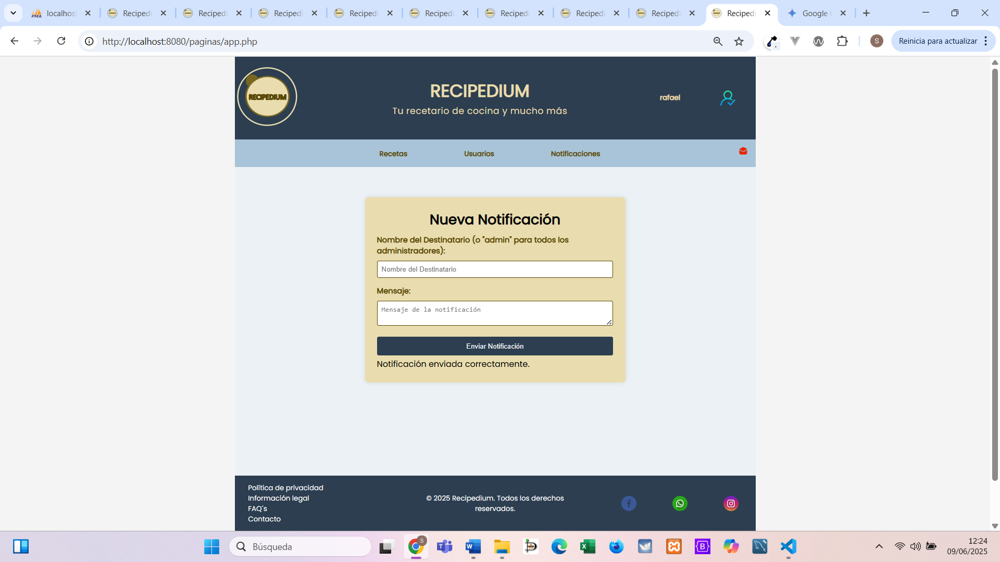 localhost
Recipedi
Recipedi
Recipedi
Recipedi
Recipedi
Recipedi
Recipedi
Recipedi
Recipedi
Google
http://localhost:8080/paginas/app.php
S
Reinicia para actualizar
RECIPEDIUM
RECIPEDIUM
Tu recetario de cocina y mucho más
rafael
Recetas
Usuarios
Notificaciones
Nueva Notificación
Nombre del Destinatario (o "admin" para todos los
administradores):
Nombre del Destinatario
Mensaje:
Mensaje de la notificación
Enviar Notificación
Notificación enviada correctamente.
Política de privacidad
Información legal
FAQ´s
Contacto
© 2025 Recipedium. Todos los derechos
reservados.
Búsqueda
12:24
09/06/2025